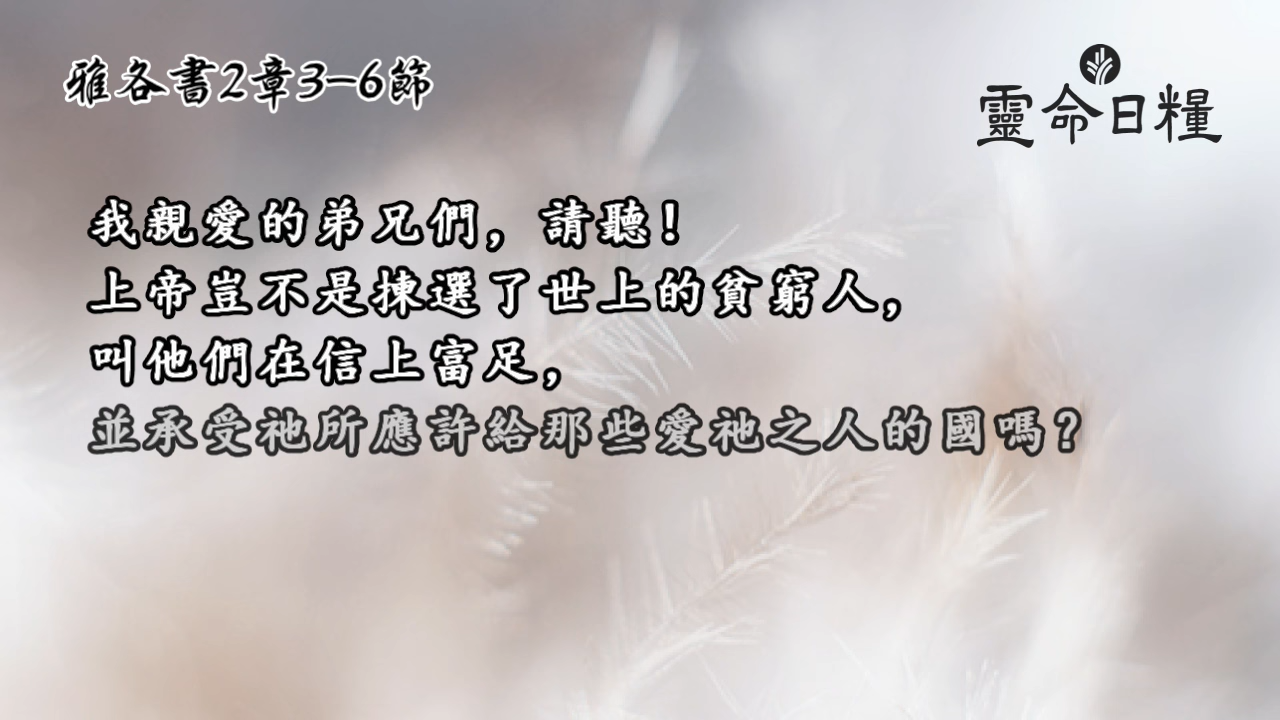 雅各書2章3-6節
靈命日糧
我親愛的弟兄們，請聽！
上帝豈不是揀選了世上的貧窮人，
叫他們在信上富足，
並承受祂所應許給那些愛祂之人的國嗎？